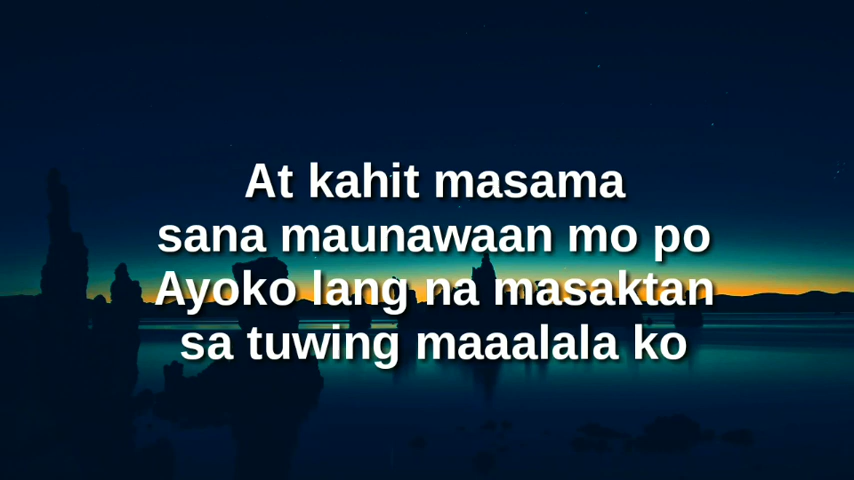 At kahit masama
sana maunawaan mo po
Ayoko lang na masaktan
sa tuwing maaalala ko